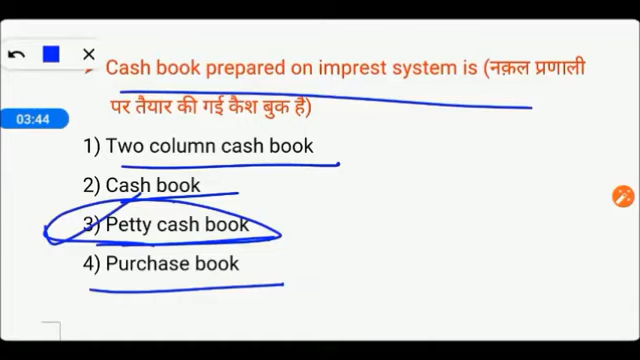 Cash book prepared on imprest system is (नक़ल प्रणाली
पर तैयार की गई कैश बुक है)
03:44
1) Two column cash book
2) Cash book
3) Petty cash book
4) Purchase book